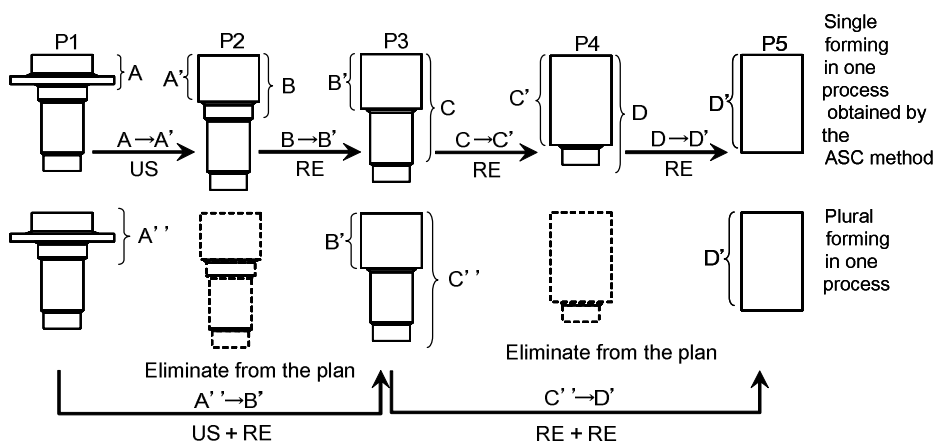 P1
P2
P3
P4
P5
A
A’
B
B’
C
C’
D
D’
A→A’
US
B→B’
RE
C→C’
RE
D→D’
RE
Single
forming
in one
process
obtained by
the
ASC method
A’’
B’
C’’
D’
Plural
forming
in one
process
Eliminate from the plan
Eliminate from the plan
A’’→B’
US + RE
C’’→D’
RE + RE